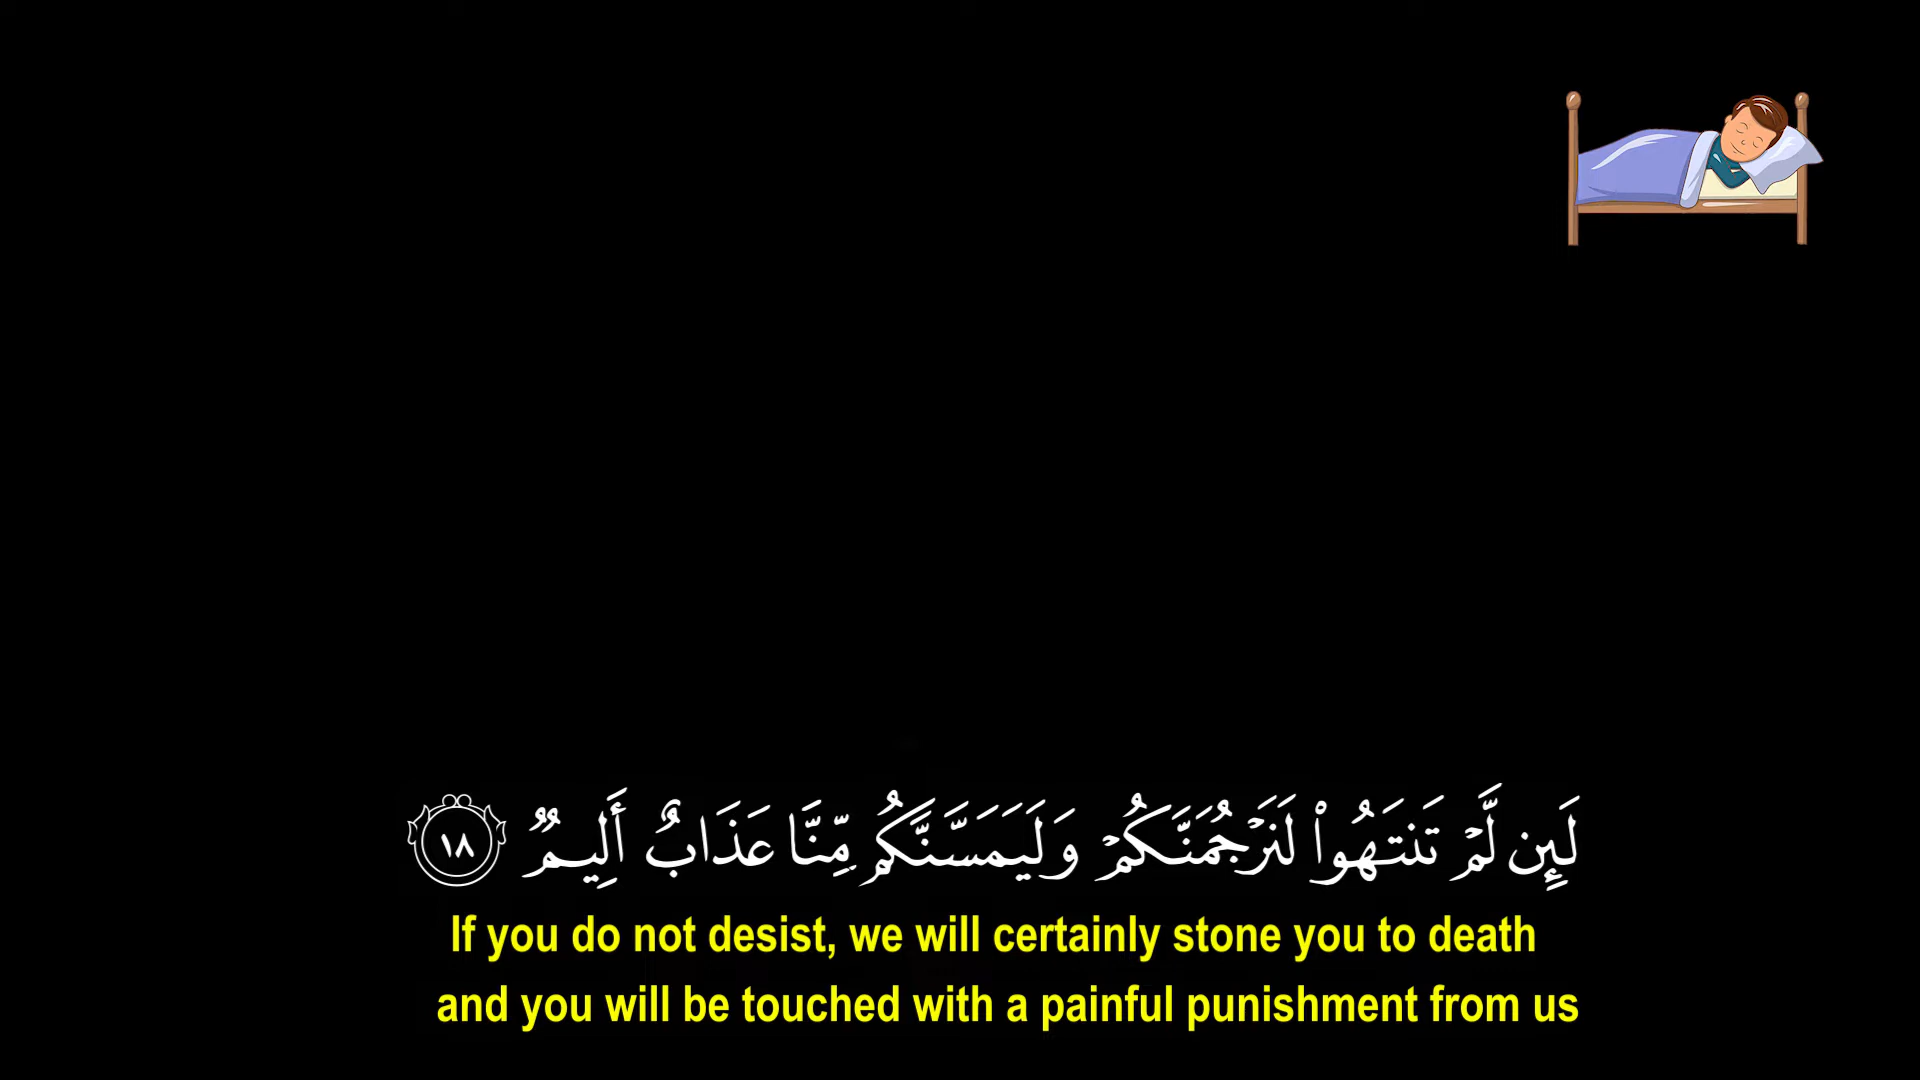 لَئِن لَّمْ تَنتَهُوا۟ لَنَرْجُمَنَّكُمْ وَلَيَمَسَّنَّكُم مِّنَّا عَذَابٌ أَلِيمٌ ١٨
If you do not desist, we will certainly stone you to death
and you will be touched with a painful punishment from us